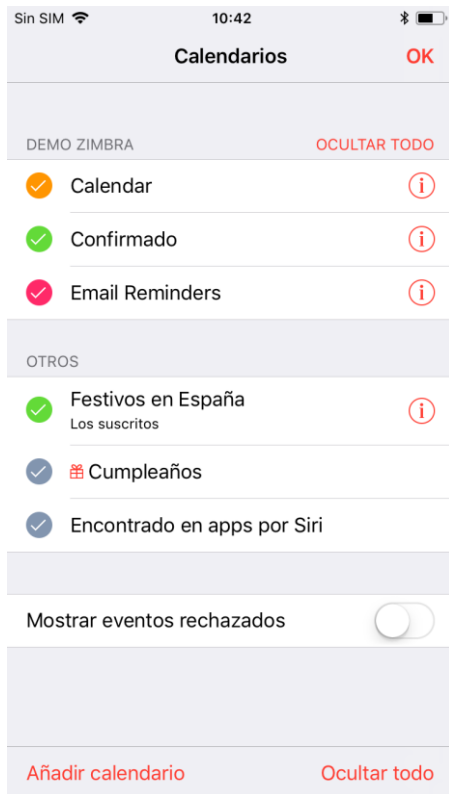 Sin SIM 10:42
Calendarios OK
DEMO ZIMBRA OCULTAR TODO
Calendar
Confirmado
Email Reminders
OTROS
Festivos en España
Los suscritos
Cumpleaños
Encontrado en apps por Siri
Mostrar eventos rechazados
Añadir calendario Ocultar todo